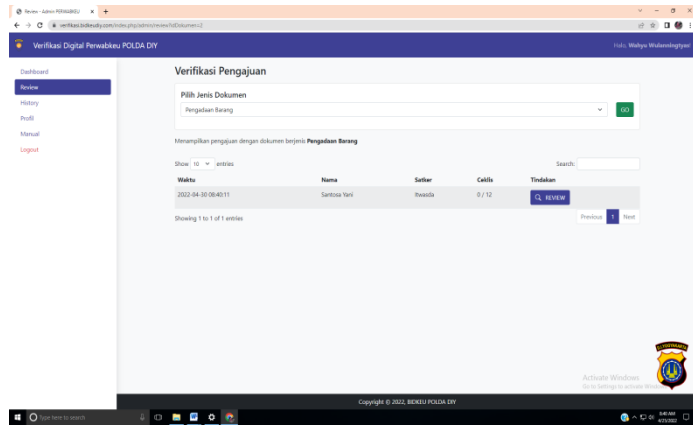 Review - Admin PERWABKEU
verifikasi.bidkeudiy.com/index.php/admin/review?idDokumen=2
Verifikasi Digital Perwabkeu POLDA DIY
Halo, Wahyu Wulanningtyas!
Dashboard
Review
History
Profil
Manual
Logout
Verifikasi Pengajuan
Pilih Jenis Dokumen
Pengadaan Barang
GO
Menampilkan pengajuan dengan dokumen berjenis Pengadaan Barang
Show 10 entries
Search:
Waktu Nama Satker Ceklis Tindakan
2022-04-30 08:40:11 Santosa Yani Itwasda 0 / 12 REVIEW
Showing 1 to 1 of 1 entries
Previous 1 Next
Activate Windows
Go to Settings to activate Windows
Copyright © 2022, BIDKEU POLDA DIY
Type here to search